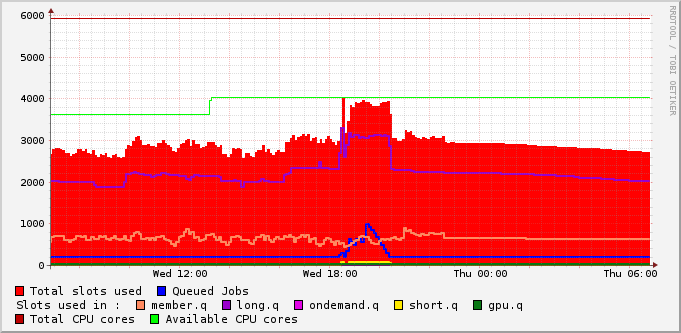 6000
5000
4000
3000
2000
1000
0
Wed 12:00 Wed 18:00 Thu 00:00 Thu 06:00
RRDTOOL / TOBI OETIKER
Total slots used Queued Jobs
Slots used in : member.q long.q ondemand.q short.q gpu.q
Total CPU cores Available CPU cores